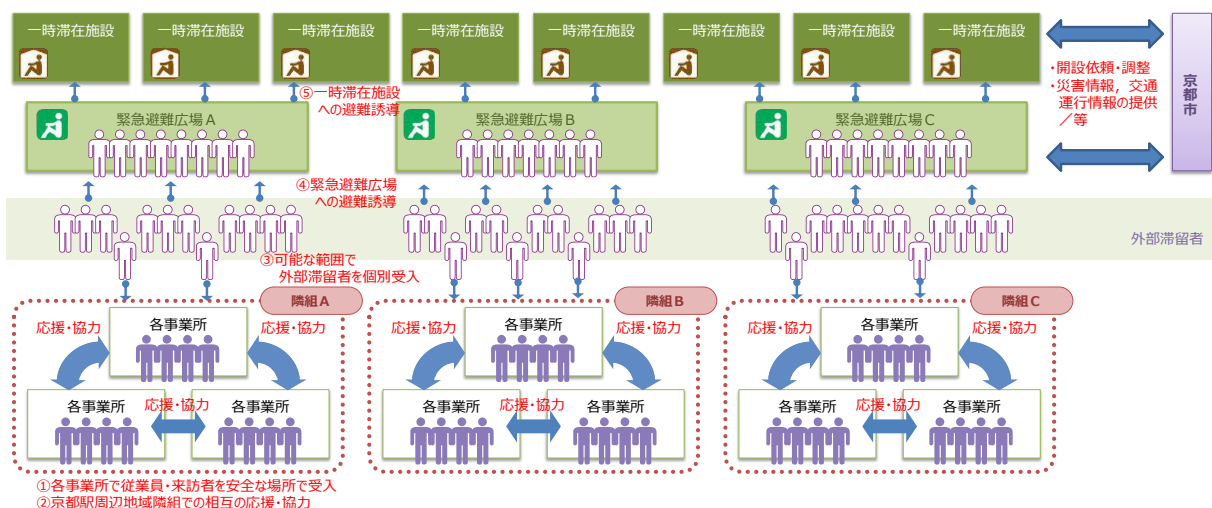 一時滞在施設 一時滞在施設 一時滞在施設 一時滞在施設 一時滞在施設 一時滞在施設 一時滞在施設 一時滞在施設
・開設依頼・調整
・災害情報，交通
運行情報の提供
／等
京都市
⑤一時滞在施設
への避難誘導
緊急避難広場A 緊急避難広場B 緊急避難広場C
④緊急避難広場
への避難誘導
外部滞留者
③可能な範囲で
外部滞留者を個別受入
隣組A 隣組B 隣組C
応援・協力 各事業所 応援・協力 応援・協力 各事業所 応援・協力 応援・協力 各事業所 応援・協力
各事業所 応援・協力 各事業所 各事業所 応援・協力 各事業所 各事業所 応援・協力 各事業所
①各事業所で従業員・来訪者を安全な場所で受入
②京都駅周辺地域隣組での相互の応援・協力